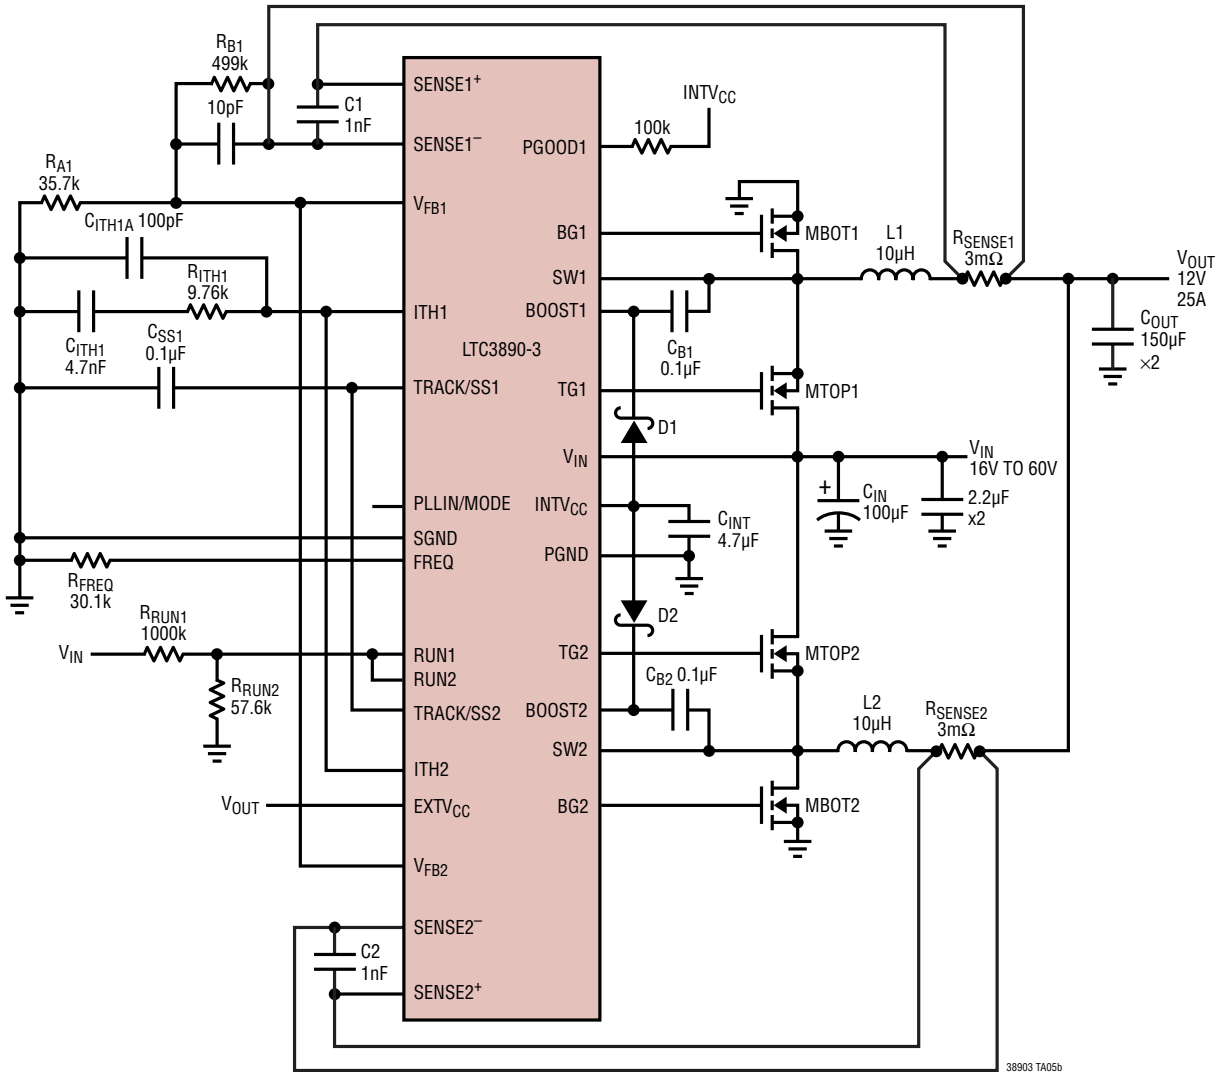 RB1
499k
10pF
C1
1nF
RA1
35.7k
CITH1A 100pF
RITH1
9.76k
CITH1
4.7nF
CSS1
0.1µF
RFREQ
30.1k
RRUN1
1000k
VIN
RRUN2
57.6k
VOUT
C2
1nF
SENSE1+
SENSE1–
VFB1
ITH1
LTC3890-3
TRACK/SS1
PLLIN/MODE
SGND
FREQ
RUN1
RUN2
TRACK/SS2
ITH2
EXTVCC
VFB2
SENSE2–
SENSE2+
PGOOD1
BG1
SW1
BOOST1
TG1
VIN
INTVCC
PGND
TG2
BOOST2
SW2
BG2
INTVCC
100k
MBOT1
L1
10µH
RSENSE1
3mΩ
VOUT
12V
25A
COUT
150µF
×2
CB1
0.1µF
MTOP1
D1
VIN
16V TO 60V
CIN
100µF
+
2.2µF
x2
CINT
4.7µF
D2
MTOP2
CB2 0.1µF
L2
10µH
RSENSE2
3mΩ
MBOT2
38903 TA05b